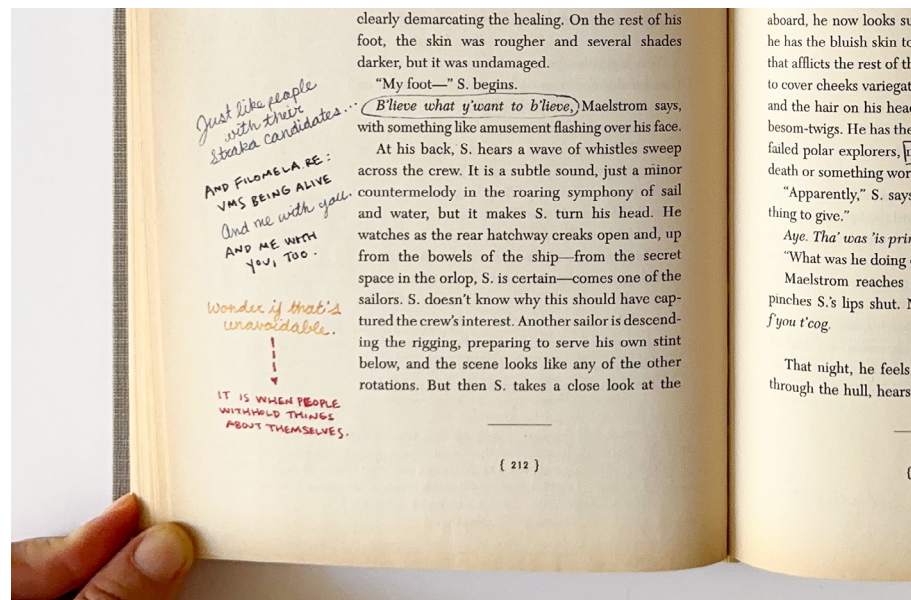 clearly demarcating the healing. On the rest of his
foot, the skin was rougher and several shades
darker, but it was undamaged.
“My foot—” S. begins.
B’lieve what y’want to b’lieve, Maelstrom says,
with something like amusement flashing over his face.
At his back, S. hears a wave of whistles sweep
across the crew. It is a subtle sound, just a minor
countermelody in the roaring symphony of sail
and water, but it makes S. turn his head. He
watches as the rear hatchway creaks open and, up
from the bowels of the ship—from the secret
space in the orlop, S. is certain—comes one of the
sailors. S. doesn’t know why this should have cap-
tured the crew’s interest. Another sailor is descend-
ing the rigging, preparing to serve his own stint
below, and the scene looks like any of the other
rotations. But then S. takes a close look at the
{ 212 }
Just like people
with their
Straka candidates...
AND FILOMELA RE:
VMS BEING ALIVE
And me with you.
AND ME WITH
YOU, TOO.
Wonder if that's
unavoidable.
IT IS WHEN PEOPLE
WITHHOLD THINGS
ABOUT THEMSELVES.
aboard, he now looks
he has the bluish skin
that afflicts the rest of
to cover cheeks
and the hair on his
besom-twigs. He has
failed polar explorers,
death or something
“Apparently,” S.
thing to give.”
Aye. Tha’ was ’is
“What was he doing
Maelstrom reaches
pinches S.’s lips shut.
f’you t’cog.
That night, he feels
through the hull, hears
{